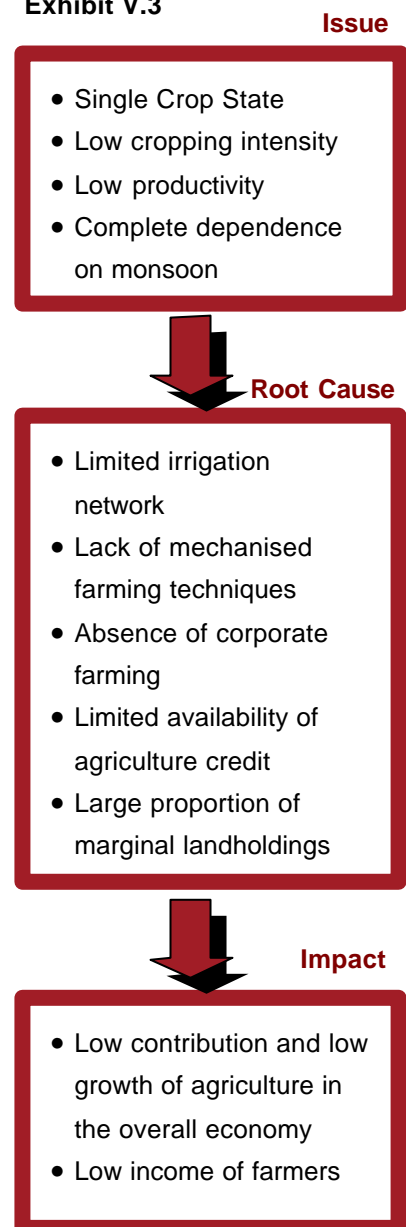 Exhibit V.3
Issue
• Single Crop State
• Low cropping intensity
• Low productivity
• Complete dependence
on monsoon
Root Cause
• Limited irrigation
network
• Lack of mechanised
farming techniques
• Absence of corporate
farming
• Limited availability of
agriculture credit
• Large proportion of
marginal landholdings
Impact
• Low contribution and low
growth of agriculture in
the overall economy
• Low income of farmers